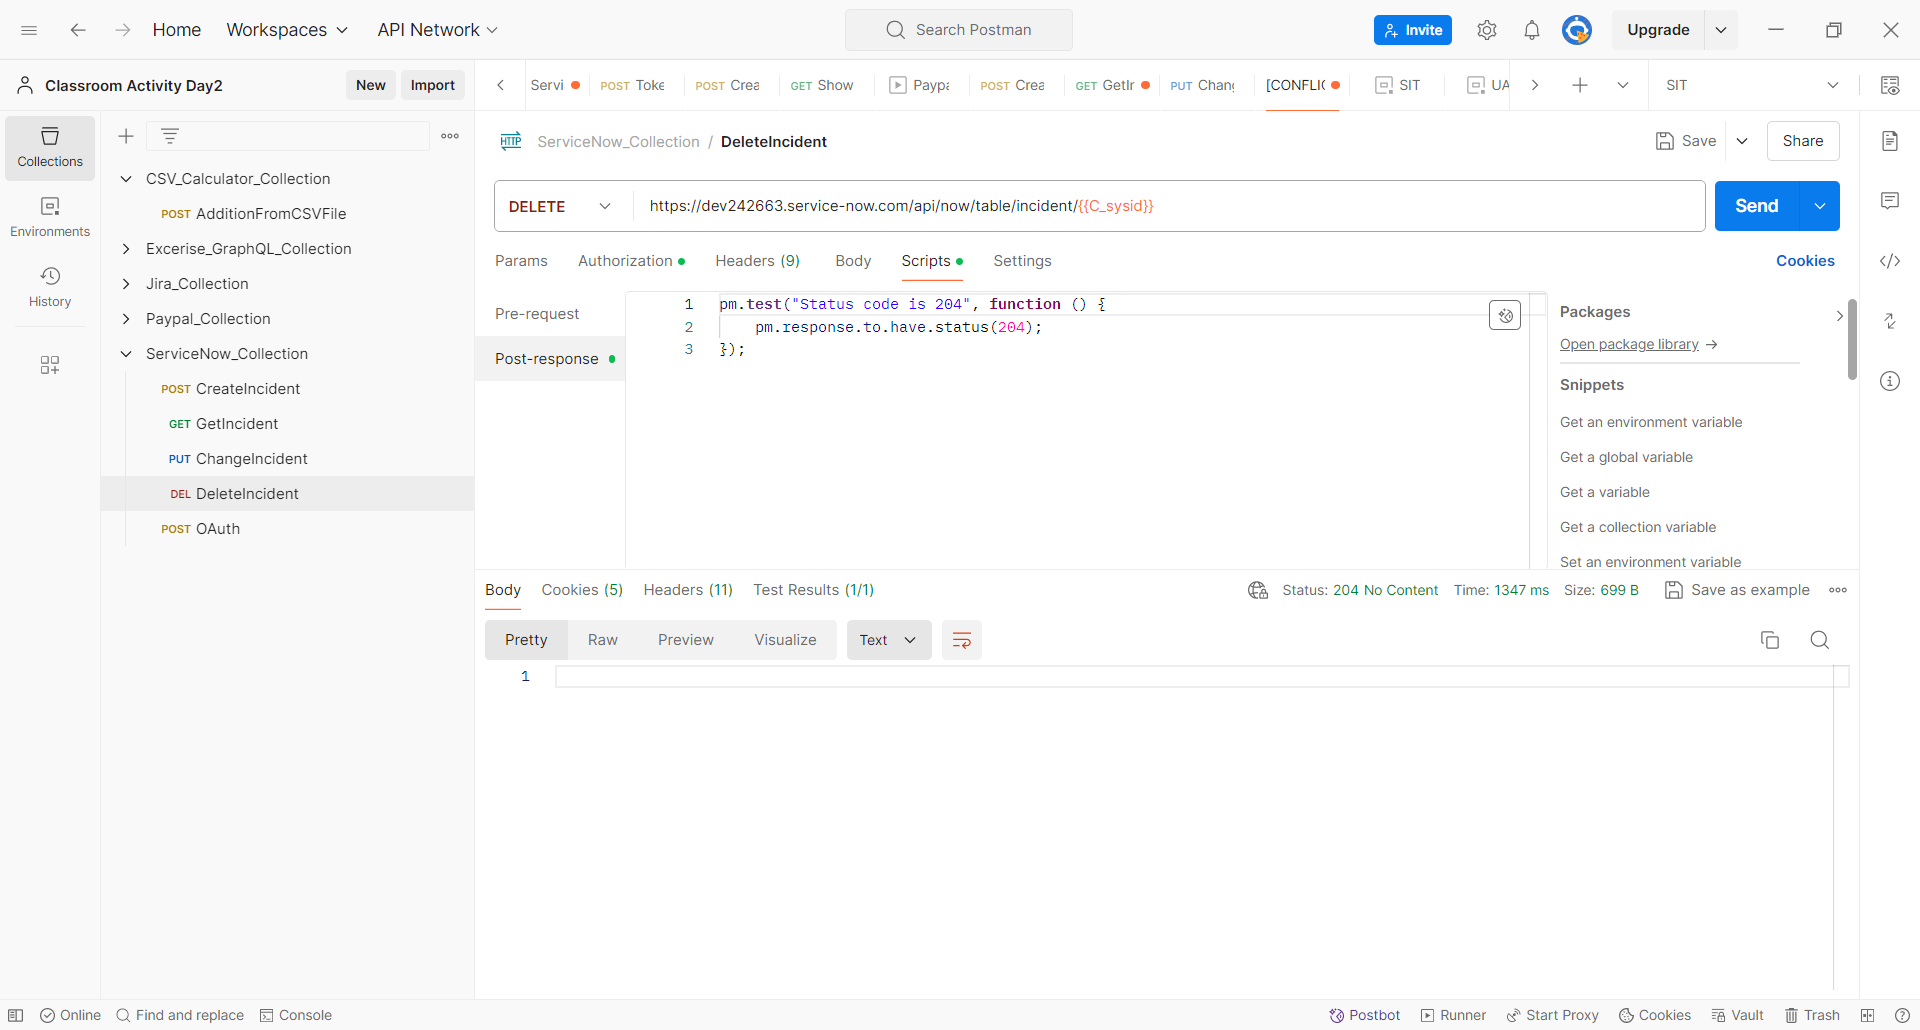 Home Workspaces API Network Search Postman Invite Upgrade
Classroom Activity Day2 New Import
Servi POST Toke POST Crea GET Show Paypa POST Crea GET GetIr PUT Chang [CONFLIC SIT UA SIT
Collections
Environments
History
CSV_Calculator_Collection
POST AdditionFromCSVFile
Excerise_GraphQL_Collection
Jira_Collection
Paypal_Collection
ServiceNow_Collection
POST CreateIncident
GET GetIncident
PUT ChangeIncident
DEL DeleteIncident
POST OAuth
HTTP ServiceNow_Collection / DeleteIncident Save Share
DELETE https://dev242663.service-now.com/api/now/table/incident/{{C_sysid}} Send
Params Authorization Headers (9) Body Scripts Settings Cookies
Pre-request
Post-response
1 pm.test("Status code is 204", function () {
2 pm.response.to.have.status(204);
3 });
Packages
Open package library →
Snippets
Get an environment variable
Get a global variable
Get a variable
Get a collection variable
Set an environment variable
Body Cookies (5) Headers (11) Test Results (1/1) Status: 204 No Content Time: 1347 ms Size: 699 B Save as example
Pretty Raw Preview Visualize Text
1
Online Find and replace Console Postbot Runner Start Proxy Cookies Vault Trash